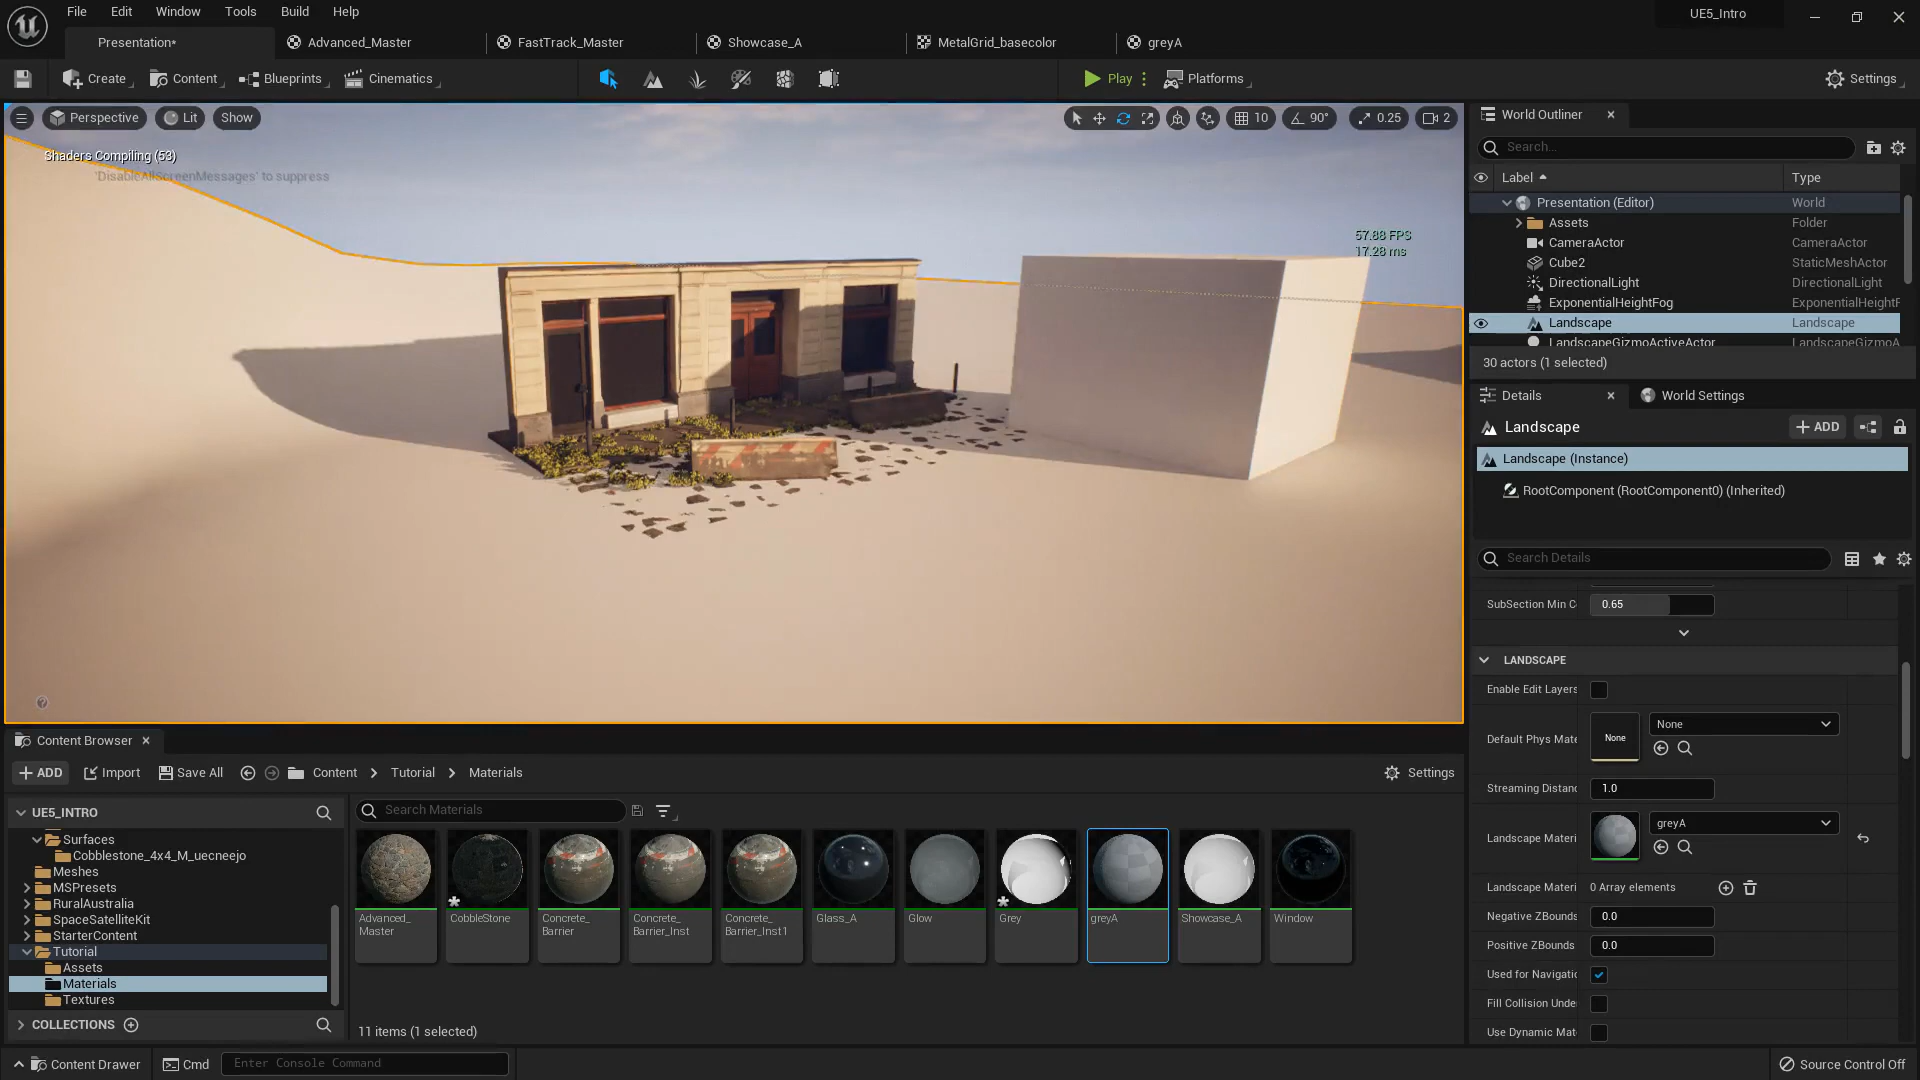 File Edit Window Tools Build Help
UE5_Intro
Presentation* Advanced_Master FastTrack_Master Showcase_A MetalGrid_basecolor greyA
Create Content Blueprints Cinematics Play Platforms Settings
Perspective Lit Show
10 90° 0.25 2
Shaders Compiling (53)
'DisableAllScreenMessages' to suppress
57.88 FPS
17.28 ms
World Outliner
Search...
Label Type
Presentation (Editor) World
Assets Folder
CameraActor CameraActor
Cube2 StaticMeshActor
DirectionalLight DirectionalLight
ExponentialHeightFog ExponentialHeightF
Landscape Landscape
LandscapeGizmoActiveActor LandscapeGizmoA
30 actors (1 selected)
Details World Settings
Landscape ADD
Landscape (Instance)
RootComponent (RootComponent0) (Inherited)
Search Details
SubSection Min C 0.65
LANDSCAPE
Enable Edit Layers
Default Phys Mate None None
Streaming Distanc 1.0
Landscape Materi greyA
Landscape Materi 0 Array elements
Negative ZBounds 0.0
Positive ZBounds 0.0
Used for Navigatic
Fill Collision Unde
Use Dynamic Mat
Content Browser
ADD Import Save All Content Tutorial Materials Settings
UE5_INTRO
Surfaces
Cobblestone_4x4_M_uecneejo
Meshes
MSPresets
RuralAustralia
SpaceSatelliteKit
StarterContent
Tutorial
Assets
Materials
Textures
COLLECTIONS
Search Materials
Advanced_
Master
CobbleStone
Concrete_
Barrier
Concrete_
Barrier_Inst
Concrete_
Barrier_Inst1
Glass_A
Glow
Grey
greyA
Showcase_A
Window
11 items (1 selected)
Content Drawer Cmd Enter Console Command Source Control Off